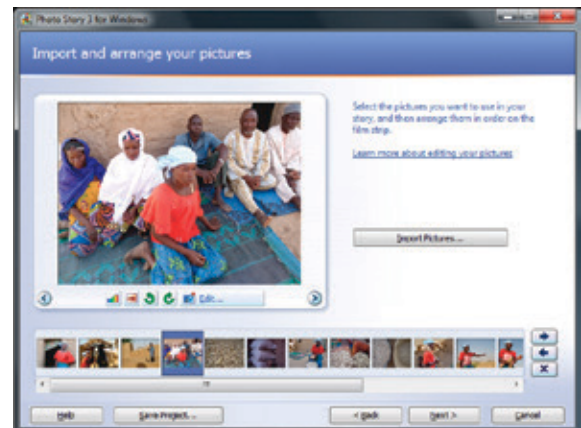 Photo Story 3 for Windows
Import and arrange your pictures
Select the pictures you want to use in your
story, and then arrange them in order on the
film strip.
Learn more about editing your pictures
Import Pictures ...
Edit...
Help
Save Project...
< Back
Next >
Cancel